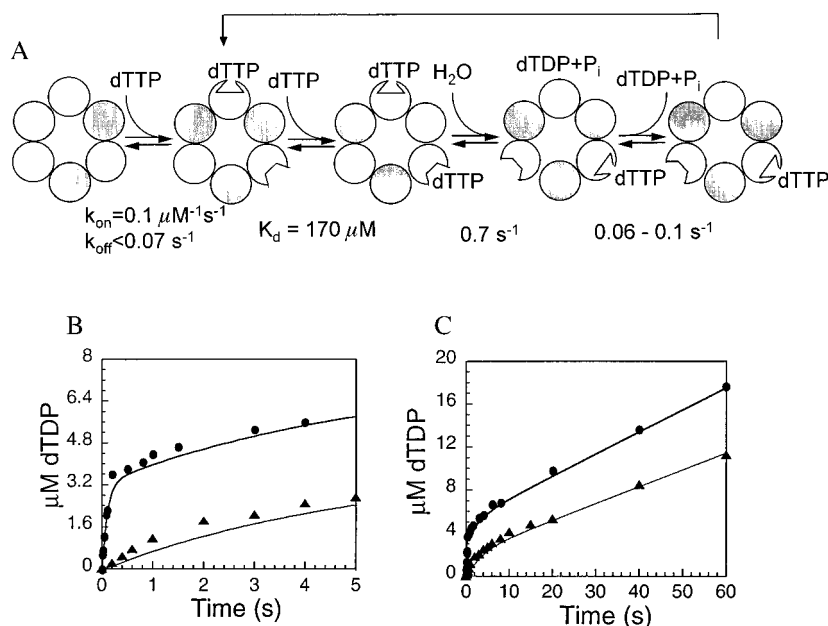 A
dTTP
dTTP
dTTP
dTTP
H₂O
dTDP+Pᵢ
dTDP+Pᵢ
dTTP
dTTP
dTTP
kₒₙ=0.1 μM⁻¹s⁻¹
k_off<0.07 s⁻¹
K_d = 170 μM
0.7 s⁻¹
0.06 - 0.1 s⁻¹
B
8
6.4
4.8
3.2
1.6
0
μM dTDP
0 1 2 3 4 5
Time (s)
C
20
16
12
8
4
0
μM dTDP
0 10 20 30 40 50 60
Time (s)